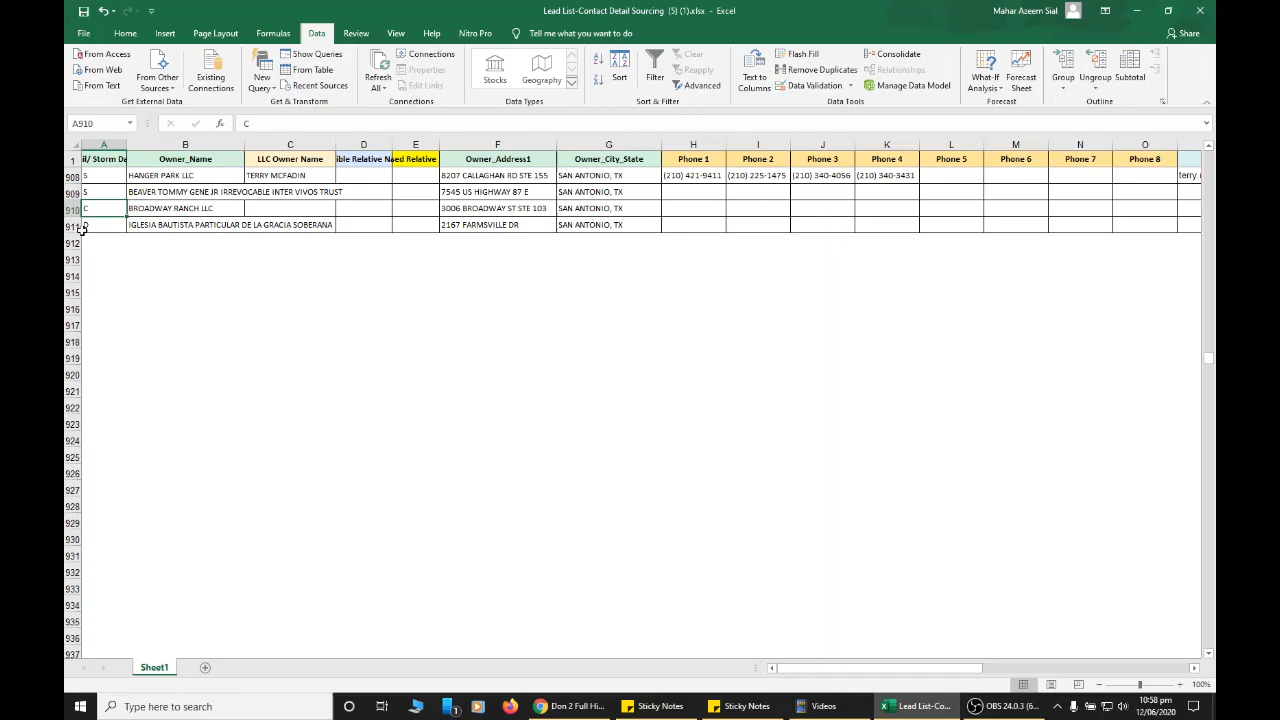 Lead List-Contact Detail Sourcing (5) (1).xlsx - Excel
Mahar Azeem Sial
File Home Insert Page Layout Formulas Data Review View Help Nitro Pro Tell me what you want to do Share
From Access
From Web
From Text
From Other Sources
Existing Connections
Get External Data
New Query
Show Queries
From Table
Recent Sources
Get & Transform
Refresh All
Connections
Properties
Edit Links
Connections
Stocks
Geography
Data Types
Sort
Filter
Clear
Reapply
Advanced
Sort & Filter
Text to Columns
Flash Fill
Remove Duplicates
Data Validation
Consolidate
Relationships
Manage Data Model
Data Tools
What-If Analysis
Forecast Sheet
Forecast
Group
Ungroup
Subtotal
Outline
A910 fx C
A B C D E F G H I J K L M N O
1 il/ Storm Da Owner_Name LLC Owner Name ible Relative Na ed Relative Owner_Address1 Owner_City_State Phone 1 Phone 2 Phone 3 Phone 4 Phone 5 Phone 6 Phone 7 Phone 8
908 S HANGER PARK LLC TERRY MCFADIN 8207 CALLAGHAN RD STE 155 SAN ANTONIO, TX (210) 421-9411 (210) 225-1475 (210) 340-4056 (210) 340-3431 terry
909 S BEAVER TOMMY GENE JR IRREVOCABLE INTER VIVOS TRUST 7545 US HIGHWAY 87 E SAN ANTONIO, TX
910 C BROADWAY RANCH LLC 3006 BROADWAY ST STE 103 SAN ANTONIO, TX
911 IGLESIA BAUTISTA PARTICULAR DE LA GRACIA SOBERANA 2167 FARMSVILLE DR SAN ANTONIO, TX
912
913
914
915
916
917
918
919
920
921
922
923
924
925
926
927
928
929
930
931
932
933
934
935
936
937
Sheet1
100%
Type here to search
1
Don 2 Full Hi...
Sticky Notes
Sticky Notes
Videos
Lead List-Co...
OBS 24.0.3 (6...
10:58 pm
12/06/2020